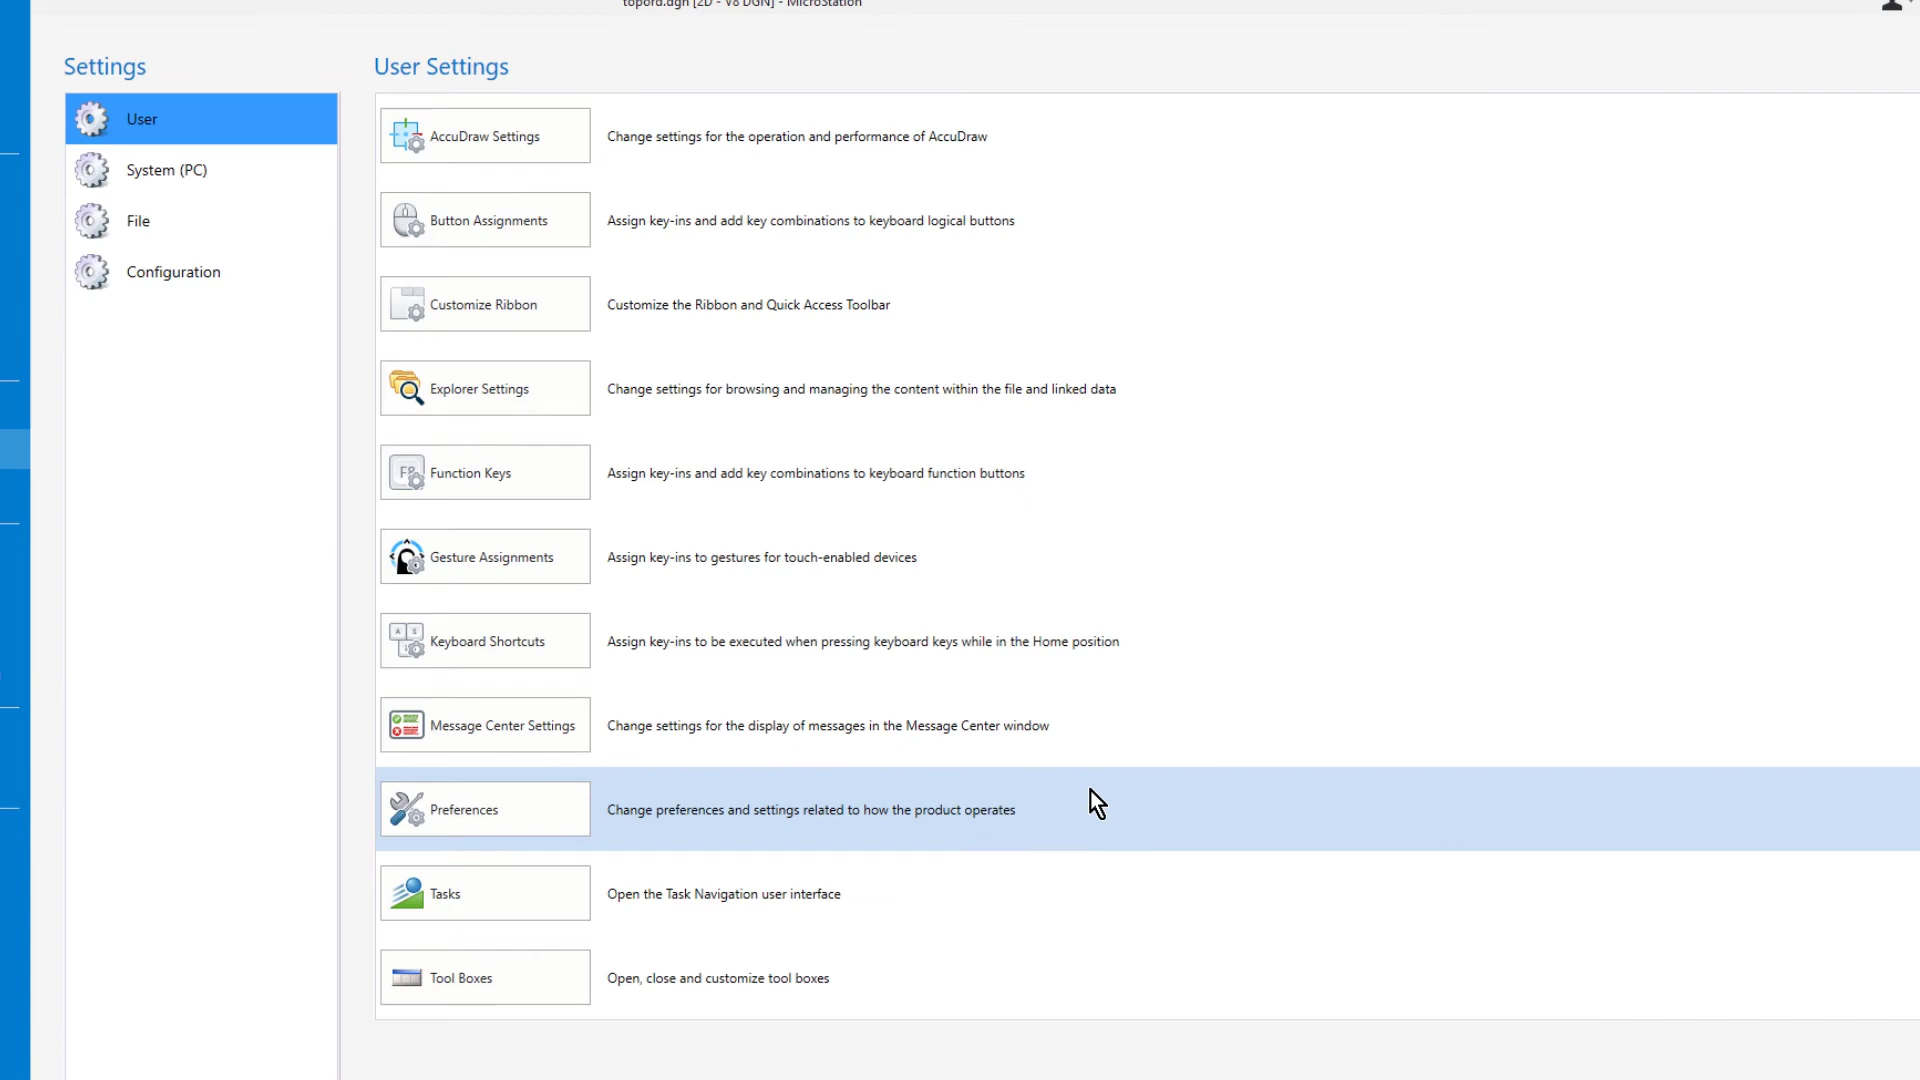 topord.dgn [2D - V8 DGN] - MicroStation
Settings
User Settings
User
System (PC)
File
Configuration
AccuDraw Settings
Change settings for the operation and performance of AccuDraw
Button Assignments
Assign key-ins and add key combinations to keyboard logical buttons
Customize Ribbon
Customize the Ribbon and Quick Access Toolbar
Explorer Settings
Change settings for browsing and managing the content within the file and linked data
F8
Function Keys
Assign key-ins and add key combinations to keyboard function buttons
Gesture Assignments
Assign key-ins to gestures for touch-enabled devices
A S
Keyboard Shortcuts
Assign key-ins to be executed when pressing keyboard keys while in the Home position
Message Center Settings
Change settings for the display of messages in the Message Center window
Preferences
Change preferences and settings related to how the product operates
Tasks
Open the Task Navigation user interface
Tool Boxes
Open, close and customize tool boxes